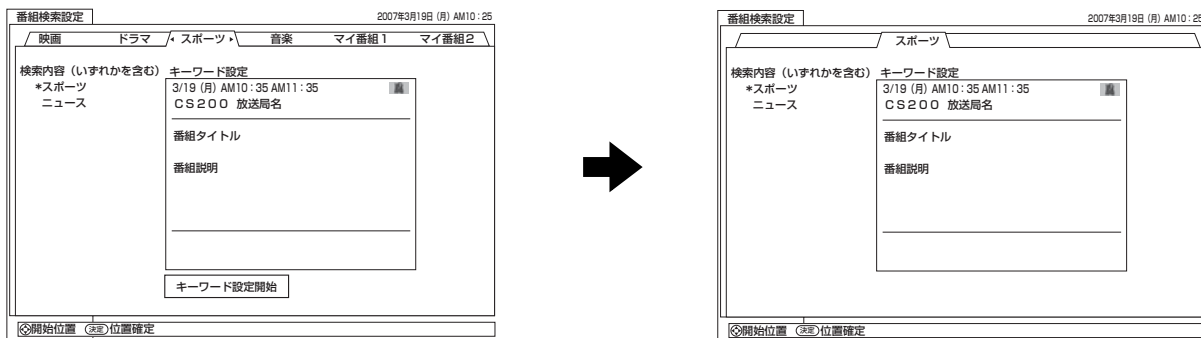 番組検索設定
2007年3月19日 (月) AM10:25
映画 ドラマ スポーツ 音楽 マイ番組1 マイ番組2
検索内容(いずれかを含む) キーワード設定
*スポーツ
ニュース
3/19 (月) AM10:35 AM11:35
CS200 放送局名
番組タイトル
番組説明
キーワード設定開始
開始位置 決定 位置確定
番組検索設定
2007年3月19日 (月) AM10:25
スポーツ
検索内容(いずれかを含む) キーワード設定
*スポーツ
ニュース
3/19 (月) AM10:35 AM11:35
CS200 放送局名
番組タイトル
番組説明
開始位置 決定 位置確定